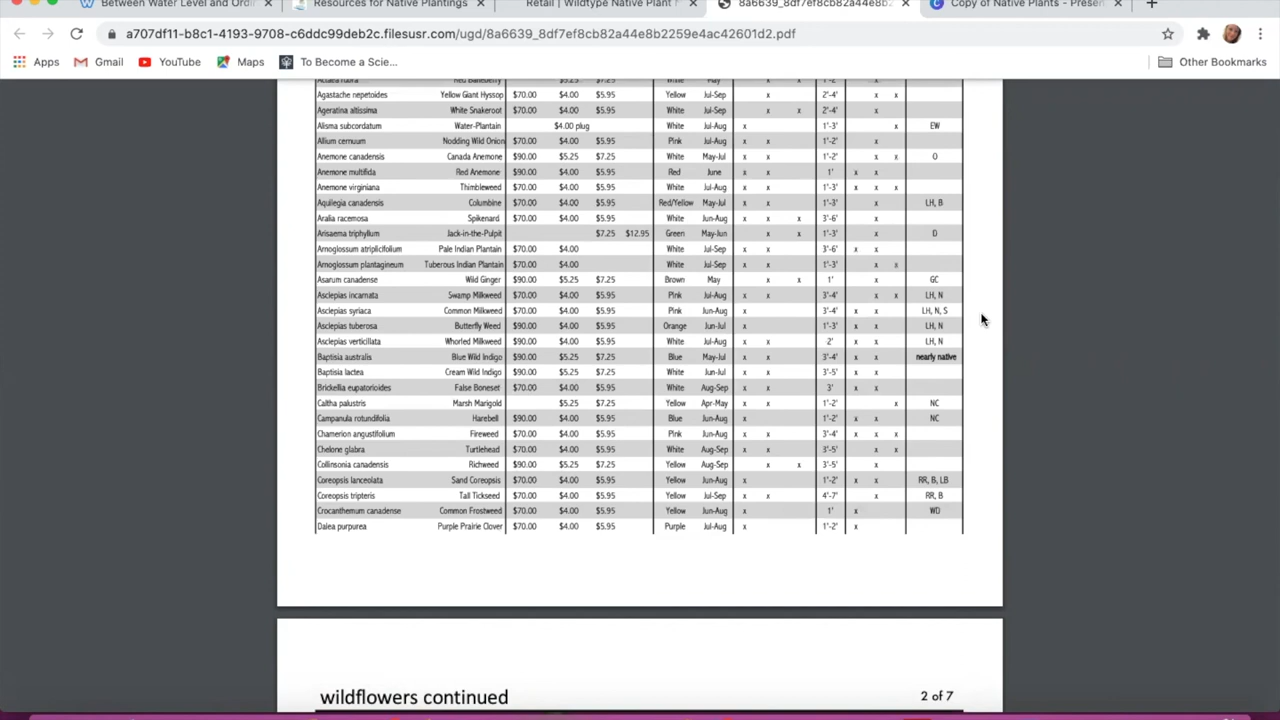 Between Water Level and Ordi
Resources for Native Plantings
Retail | Wildtype Native Plant
8a6639_8df7ef8cb82a44e8b2
Copy of Native Plants - Presen
a707df11-b8c1-4193-9708-c6ddc99deb2c.filesusr.com/ugd/8a6639_8df7ef8cb82a44e8b2259e4ac42601d2.pdf
Apps Gmail YouTube Maps To Become a Scie... Other Bookmarks
Actaea rubra Red Baneberry $5.25 $7.25 White May x x 1'-2' x
Agastache nepetoides Yellow Giant Hyssop $70.00 $4.00 $5.95 Yellow Jul-Sep x 2'-4' x x
Ageratina altissima White Snakeroot $70.00 $4.00 $5.95 White Jul-Sep x x 2'-4' x
Alisma subcordatum Water-Plantain $4.00 plug White Jul-Aug x 1'-3' x EW
Allium cernuum Nodding Wild Onion $70.00 $4.00 $5.95 Pink Jul-Aug x x 1'-2' x
Anemone canadensis Canada Anemone $90.00 $5.25 $7.25 White May-Jul x x 1'-2' x x O
Anemone multifida Red Anemone $90.00 $4.00 $5.95 Red June x x 1' x x
Anemone virginiana Thimbleweed $70.00 $4.00 $5.95 White Jul-Aug x x 1'-3' x x x
Aquilegia canadensis Columbine $70.00 $4.00 $5.95 Red/Yellow May-Jul x x 1'-3' x LH, B
Aralia racemosa Spikenard $70.00 $4.00 $5.95 White Jun-Aug x x x 3'-6' x
Arisaema triphyllum Jack-in-the-Pulpit $7.25 $12.95 Green May-Jun x x 1'-3' x D
Arnoglossum atriplicifolium Pale Indian Plantain $70.00 $4.00 White Jul-Sep x x 3'-6' x x
Arnoglossum plantagineum Tuberous Indian Plantain $70.00 $4.00 White Jul-Sep x x 1'-3' x x
Asarum canadense Wild Ginger $90.00 $5.25 $7.25 Brown May x x 1' x GC
Asclepias incarnata Swamp Milkweed $70.00 $4.00 $5.95 Pink Jul-Aug x x 3'-4' x x LH, N
Asclepias syriaca Common Milkweed $70.00 $4.00 $5.95 Pink Jun-Aug x x 3'-4' x x LH, N, S
Asclepias tuberosa Butterfly Weed $90.00 $4.00 $5.95 Orange Jun-Jul x 1'-3' x x LH, N
Asclepias verticillata Whorled Milkweed $90.00 $4.00 $5.95 White Jul-Aug x x 2' x x LH, N
Baptisia australis Blue Wild Indigo $90.00 $5.25 $7.25 Blue May-Jul x x 3'-4' x x nearly native
Baptisia lactea Cream Wild Indigo $90.00 $5.25 $7.25 White Jun-Jul x x 3'-5' x x
Brickellia eupatorioides False Boneset $70.00 $4.00 $5.95 White Aug-Sep x x 3' x x
Caltha palustris Marsh Marigold $5.25 $7.25 Yellow Apr-May x x 1'-2' x NC
Campanula rotundifolia Harebell $90.00 $4.00 $5.95 Blue Jun-Aug x 1'-2' x x NC
Chamerion angustifolium Fireweed $70.00 $4.00 $5.95 Pink Jun-Aug x x 3'-4' x x x
Chelone glabra Turtlehead $70.00 $4.00 $5.95 White Aug-Sep x x 3'-5' x x
Collinsonia canadensis Richweed $90.00 $5.25 $7.25 Yellow Aug-Sep x x 3'-5' x
Coreopsis lanceolata Sand Coreopsis $70.00 $4.00 $5.95 Yellow Jun-Aug x 1'-2' x x RR, B, LB
Coreopsis tripteris Tall Tickseed $70.00 $4.00 $5.95 Yellow Jul-Sep x x 4'-7' x RR, B
Crocanthemum canadense Common Frostweed $70.00 $4.00 $5.95 Yellow Jun-Aug x 1' x WD
Dalea purpurea Purple Prairie Clover $70.00 $4.00 $5.95 Purple Jul-Aug x 1'-2' x
wildflowers continued 2 of 7